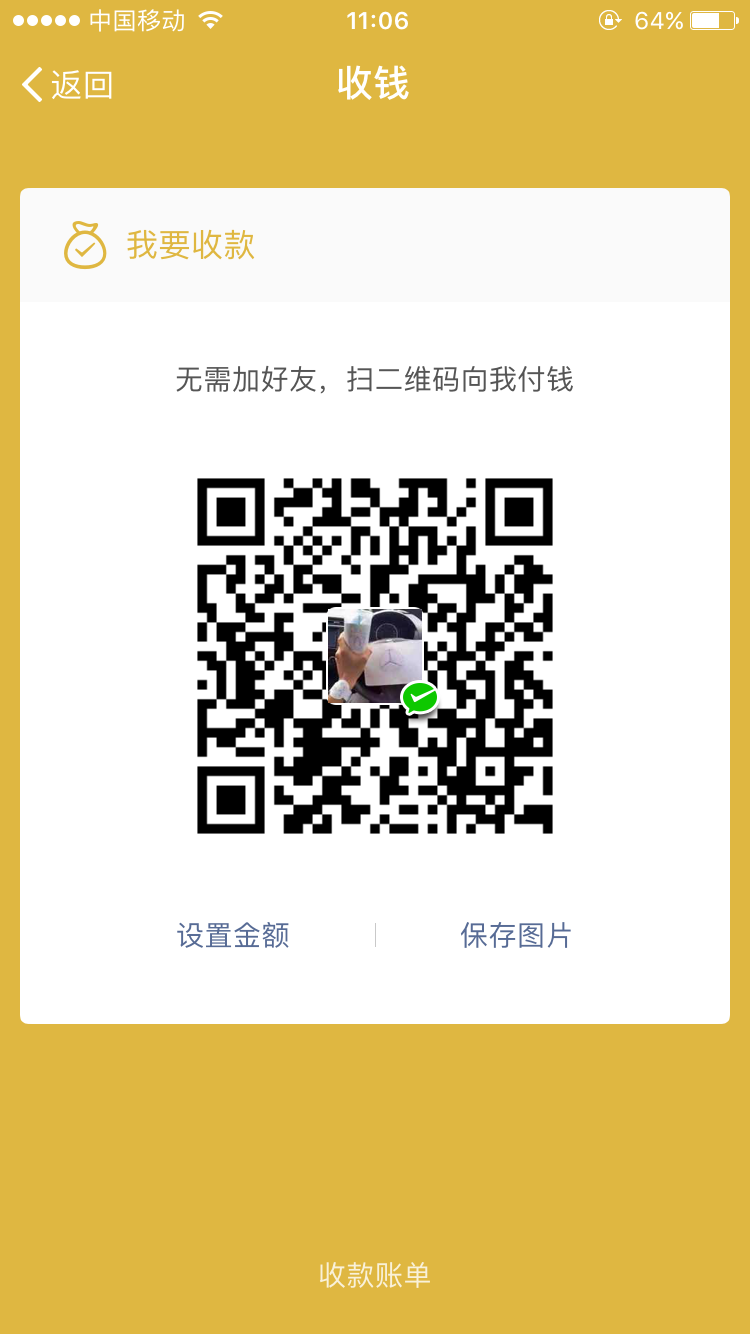 中国移动 11:06 64%
返回 收钱
我要收款
无需加好友，扫二维码向我付钱
设置金额 保存图片
收款账单